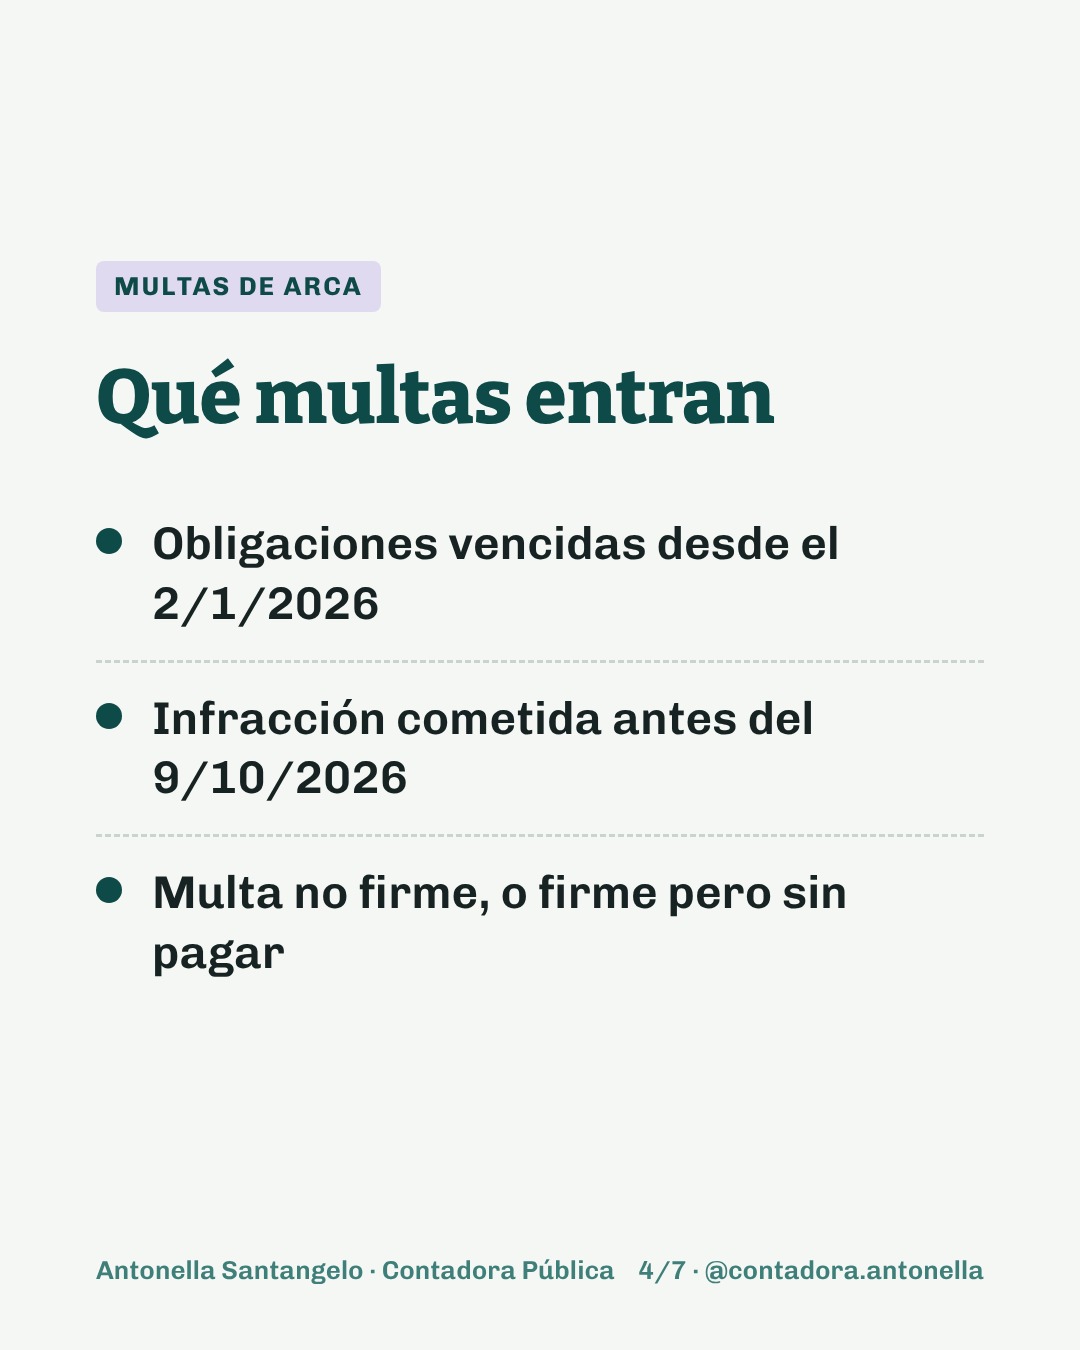 MULTAS DE ARCA
Qué multas entran
Obligaciones vencidas desde el
2/1/2026
Infracción cometida antes del
9/10/2026
Multa no firme, o firme pero sin
pagar
Antonella Santangelo · Contadora Pública 4/7 · @contadora.antonella